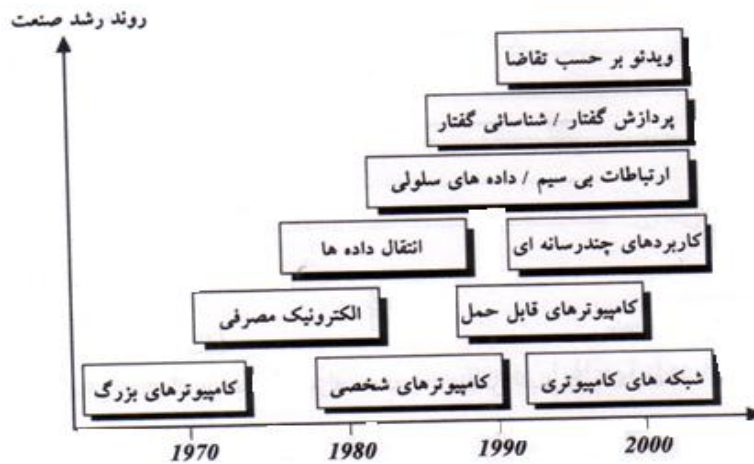 روند رشد صنعت
ویدئو بر حسب تقاضا
پردازش گفتار / شناسائی گفتار
ارتباطات بی سیم / داده های سلولی
کاربردهای چندرسانه ای
انتقال داده ها
کامپیوترهای قابل حمل
الکترونیک مصرفی
شبکه های کامپیوتری
کامپیوترهای شخصی
کامپیوترهای بزرگ
1970 1980 1990 2000